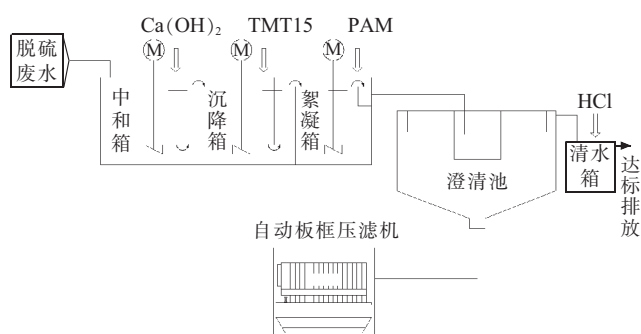 Ca(OH)₂
TMT15
PAM
M
M
M
脱硫
废水
中和箱
沉降箱
絮凝箱
HCl
澄清池
清水
箱
达标排放
自动板框压滤机